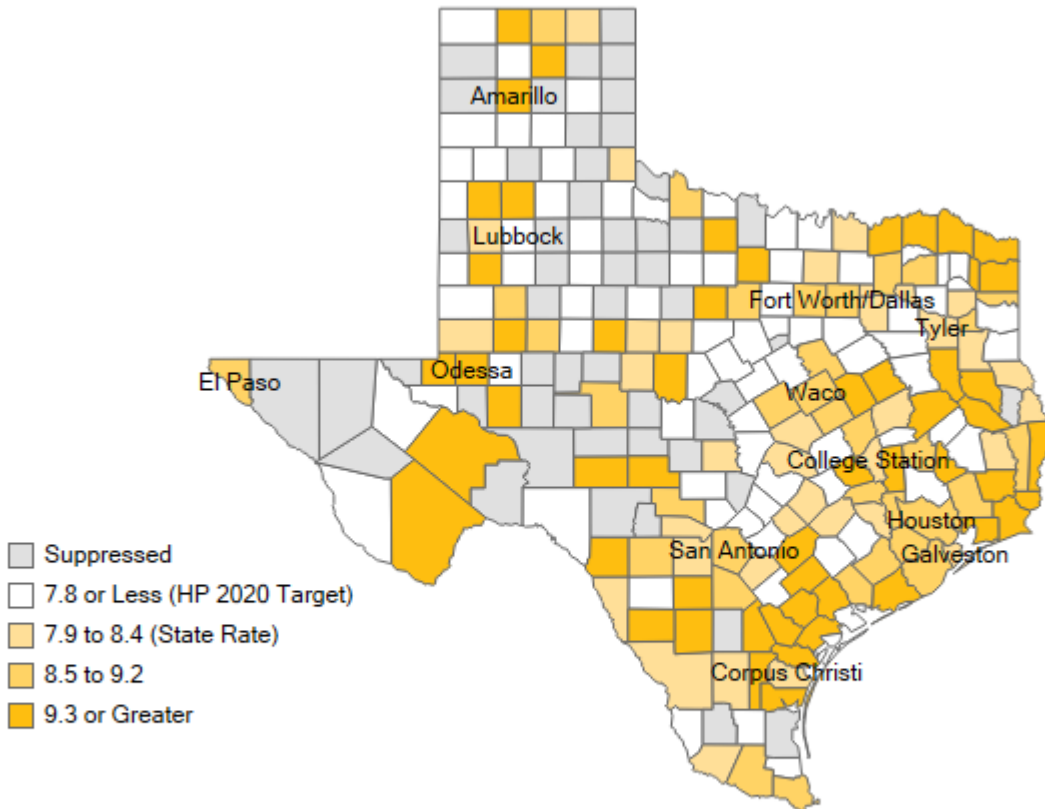 Amarillo
Lubbock
Fort Worth/Dallas
Tyler
El Paso
Odessa
Waco
College Station
Houston
San Antonio
Galveston
Corpus Christi
Suppressed
7.8 or Less (HP 2020 Target)
7.9 to 8.4 (State Rate)
8.5 to 9.2
9.3 or Greater